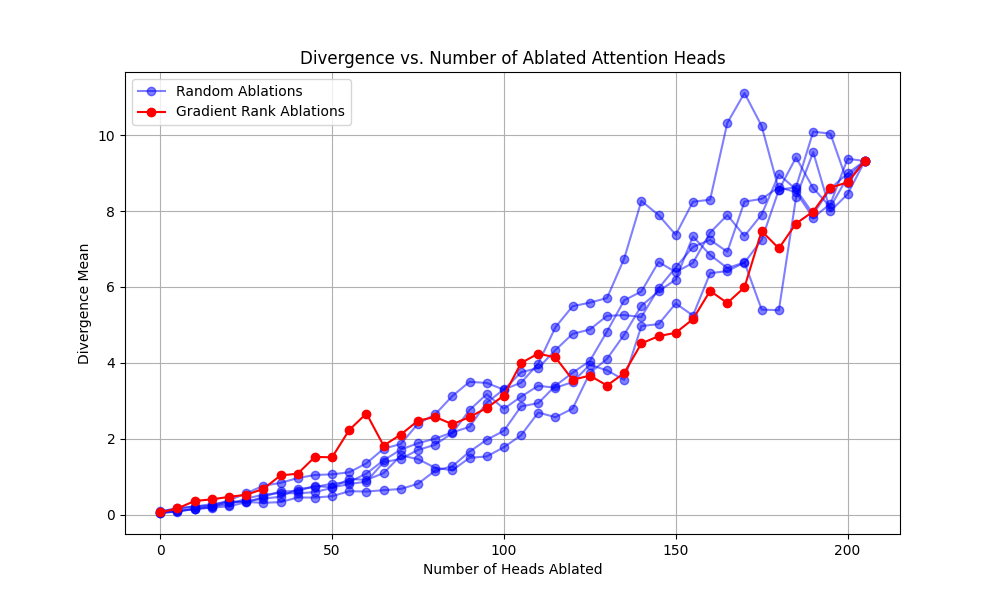 Divergence vs. Number of Ablated Attention Heads
Random Ablations
Gradient Rank Ablations
Divergence Mean
10
8
6
4
2
0
0 50 100 150 200
Number of Heads Ablated